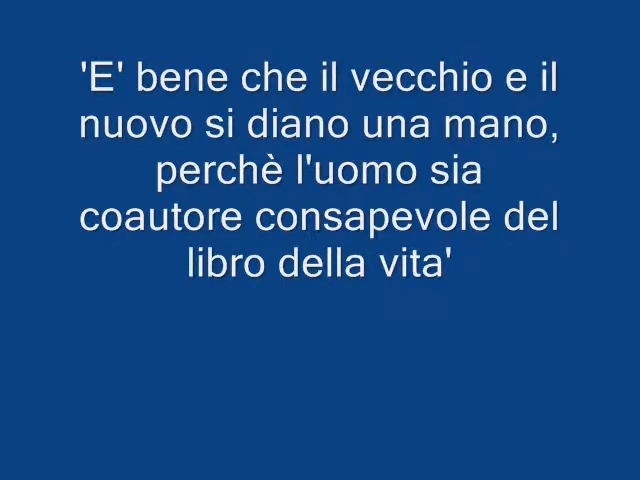 'E' bene che il vecchio e il
nuovo si diano una mano,
perchè l'uomo sia
coautore consapevole del
libro della vita'